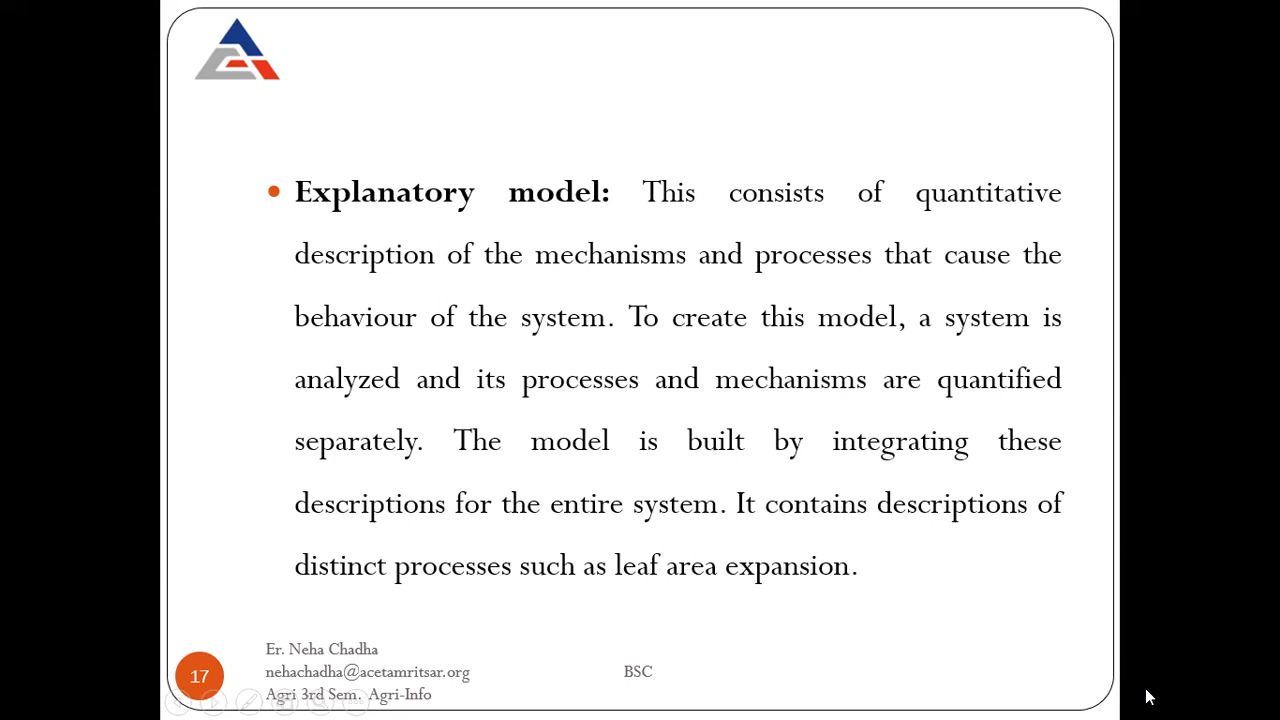 Explanatory model: This consists of quantitative
description of the mechanisms and processes that cause the
behaviour of the system. To create this model, a system is
analyzed and its processes and mechanisms are quantified
separately. The model is built by integrating these
descriptions for the entire system. It contains descriptions of
distinct processes such as leaf area expansion.
Er. Neha Chadha
nehachadha@acetamritsar.org
Agri 3rd Sem. Agri-Info
BSC
17